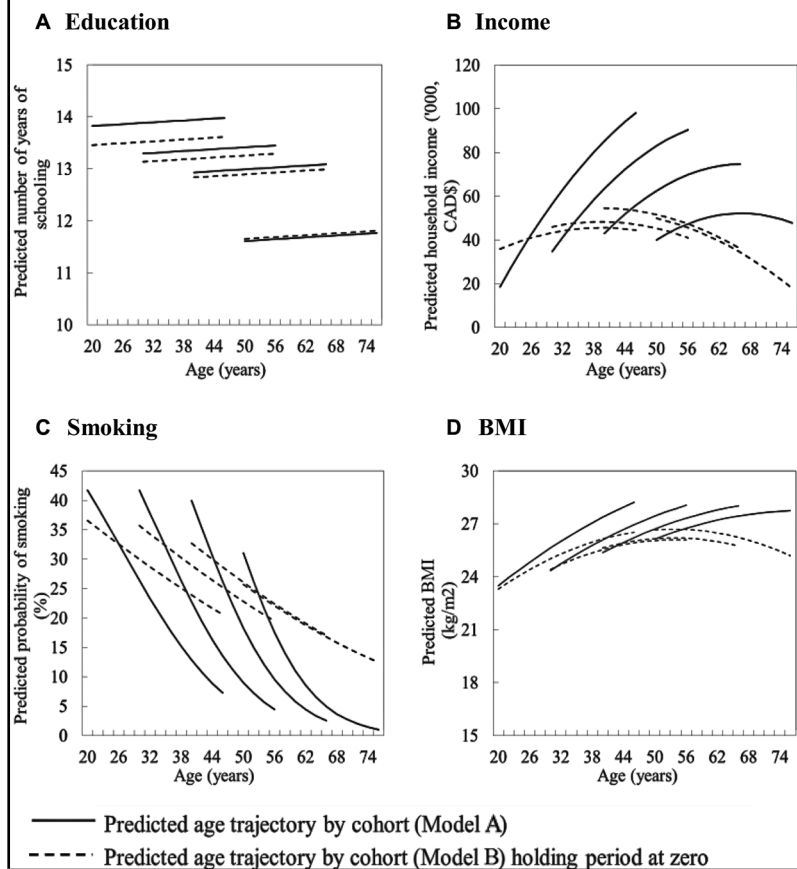 A Education
Predicted number of years of
schooling
15
14
13
12
11
10
20 26 32 38 44 50 56 62 68 74
Age (years)
B Income
Predicted household income ('000,
CAD$)
120
100
80
60
40
20
0
20 26 32 38 44 50 56 62 68 74
Age (years)
C Smoking
Predicted probability of smoking
(%)
45
40
35
30
25
20
15
10
5
0
20 26 32 38 44 50 56 62 68 74
Age (years)
D BMI
Predicted BMI
(kg/m2)
30
27
24
21
18
15
20 26 32 38 44 50 56 62 68 74
Age (years)
Predicted age trajectory by cohort (Model A)
Predicted age trajectory by cohort (Model B) holding period at zero